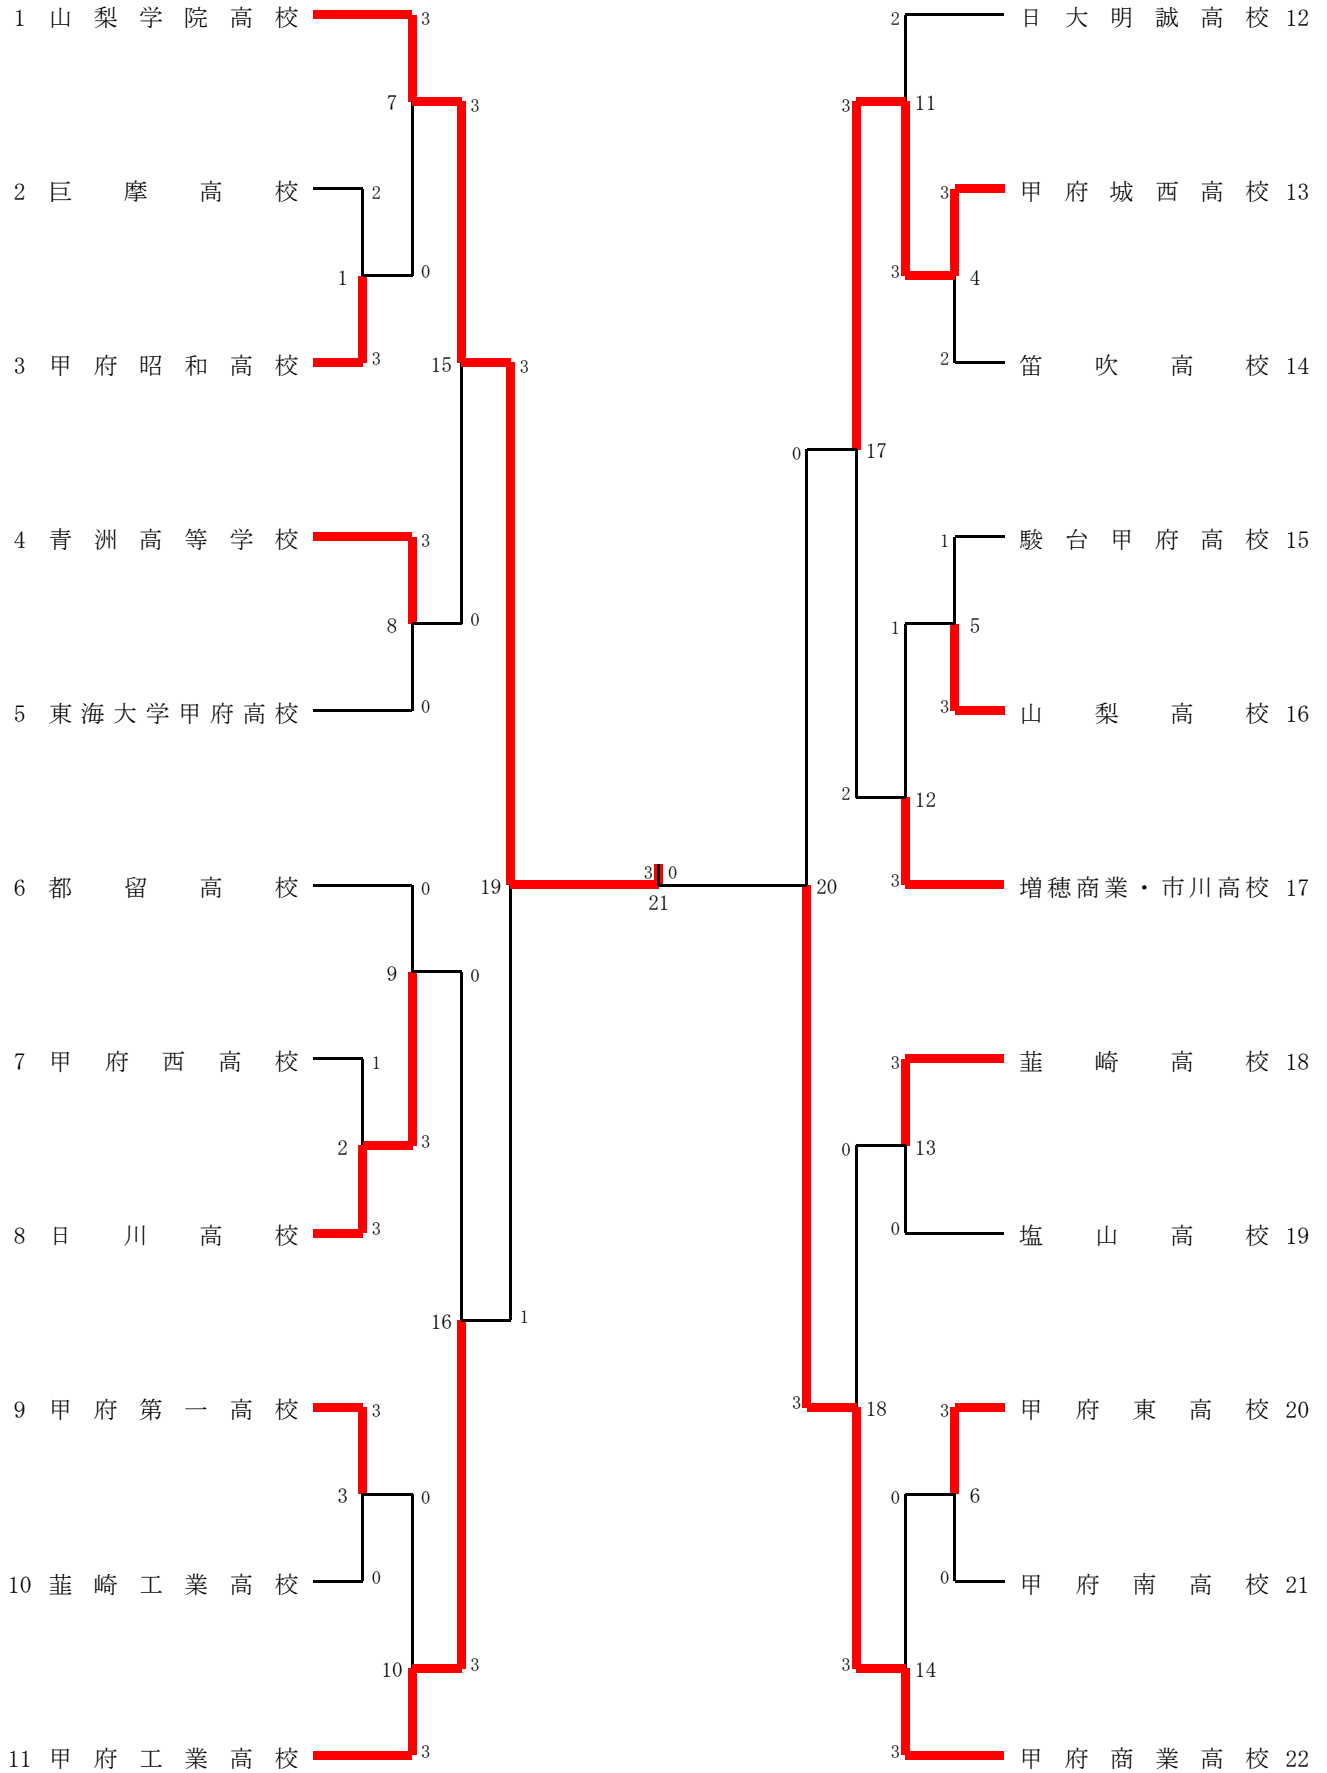 1 山梨学院高校 3 2 日大明誠高校 12
7 3 3 11
2 巨摩高校 2 3 甲府城西高校 13
1 0 3 4
3 甲府昭和高校 3 15 3 2 笛吹高校 14
0 17
4 青洲高等学校 3 1 駿台甲府高校 15
8 0 1 5
5 東海大学甲府高校 0 3 山梨高校 16
2 12
6 都留高校 0 19 3 0 20 3 増穂商業・市川高校 17
21
9 0
7 甲府西高校 1 3 韮崎高校 18
2 3 0 13
8 日川高校 3 0 塩山高校 19
16 1
9 甲府第一高校 3 3 18 3 甲府東高校 20
3 0 0 6
10 韮崎工業高校 0 0 甲府南高校 21
10 3 3 14
11 甲府工業高校 3 3 甲府商業高校 22